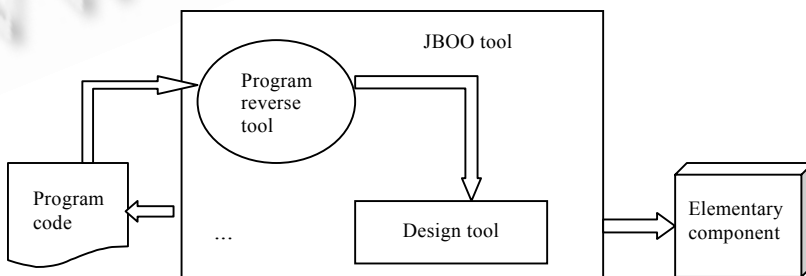 JBOO tool
Program
reverse
tool
Program
code
...
Design tool
Elementary
component